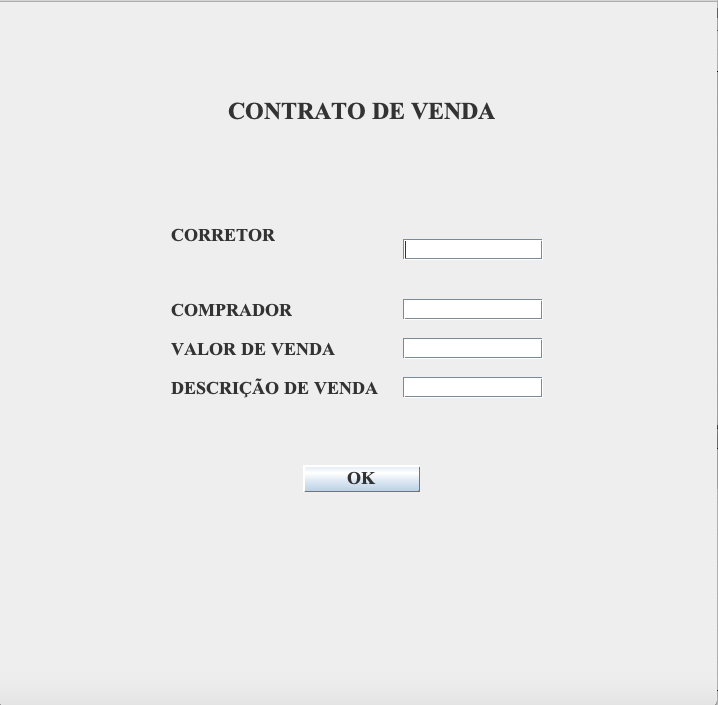 CONTRATO DE VENDA
CORRETOR
COMPRADOR
VALOR DE VENDA
DESCRIÇÃO DE VENDA
OK